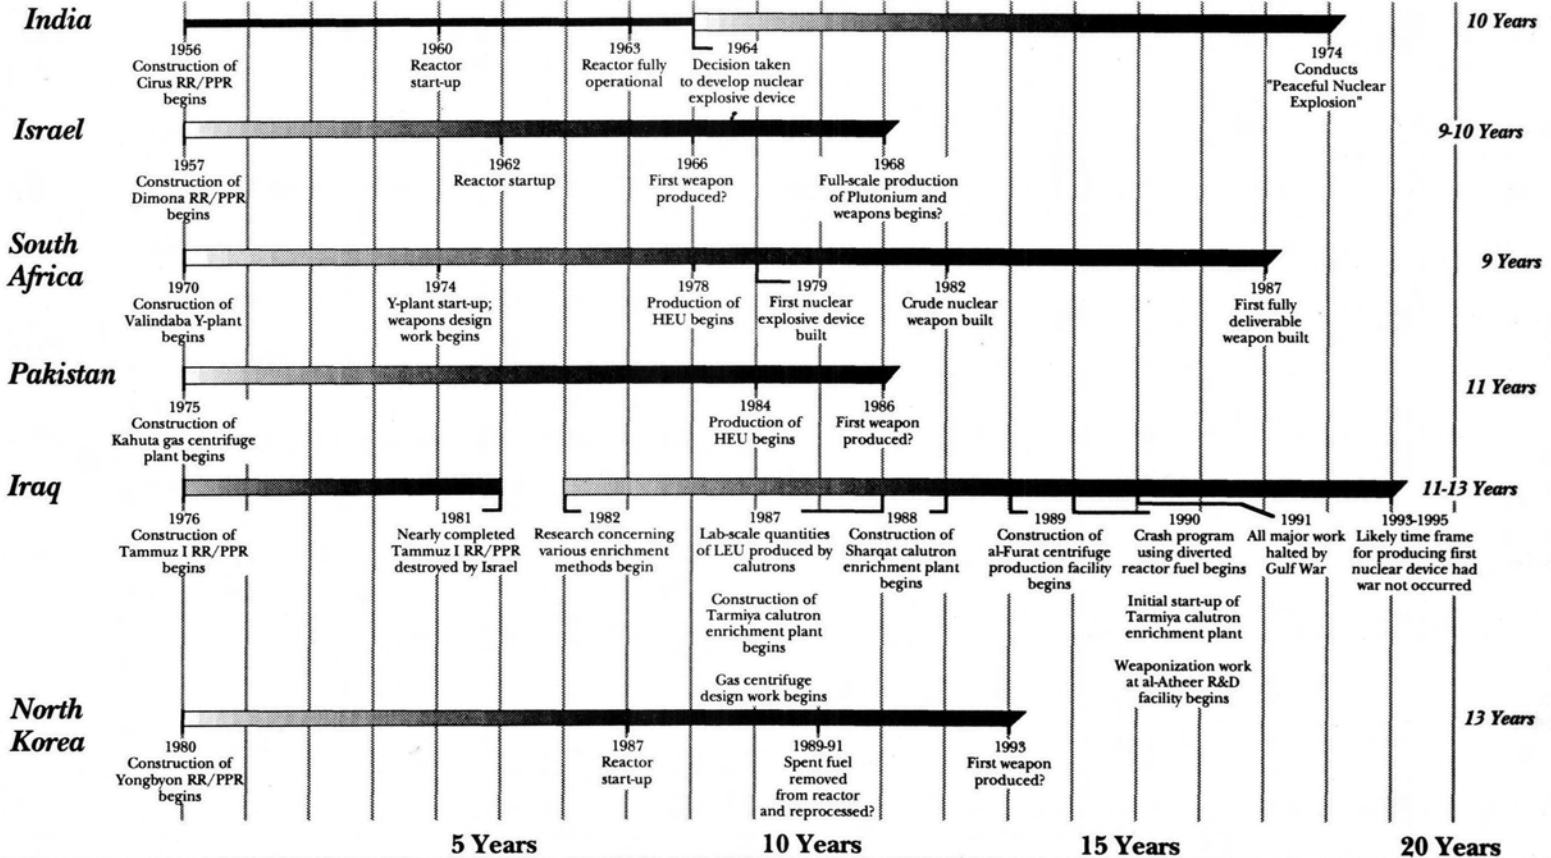 India
10 Years
1956
Construction of
Cirus RR/PPR
begins
1960
Reactor
start-up
1963
Reactor fully
operational
1964
Decision taken
to develop nuclear
explosive device
1974
Conducts
"Peaceful Nuclear
Explosion"
Israel
9-10 Years
1957
Construction of
Dimona RR/PPR
begins
1962
Reactor startup
1966
First weapon
produced?
1968
Full-scale production
of Plutonium and
weapons begins?
South
Africa
9 Years
1970
Construction of
Valindaba Y-plant
begins
1974
Y-plant start-up;
weapons design
work begins
1978
Production of
HEU begins
1979
First nuclear
explosive device
built
1982
Crude nuclear
weapon built
1987
First fully
deliverable
weapon built
Pakistan
11 Years
1975
Construction of
Kahuta gas centrifuge
plant begins
1984
Production of
HEU begins
1986
First weapon
produced?
Iraq
11-13 Years
1976
Construction of
Tammuz I RR/PPR
begins
1981
Nearly completed
Tammuz I RR/PPR
destroyed by Israel
1982
Research concerning
various enrichment
methods begin
1987
Lab-scale quantities
of LEU produced by
calutrons
Construction of
Tarmiya calutron
enrichment plant
begins
Gas centrifuge
design work begins
1988
Construction of
Sharqat calutron
enrichment plant
begins
1989
Construction of
al-Furat centrifuge
production facility
begins
1990
Crash program
using diverted
reactor fuel begins
Initial start-up of
Tarmiya calutron
enrichment plant
Weaponization work
at al-Atheer R&D
facility begins
1991
All major work
halted by
Gulf War
1993-1995
Likely time frame
for producing first
nuclear device had
war not occurred
North
Korea
13 Years
1980
Construction of
Yongbyon RR/PPR
begins
1987
Reactor
start-up
1989-91
Spent fuel
removed
from reactor
and reprocessed?
1993
First weapon
produced?
5 Years
10 Years
15 Years
20 Years